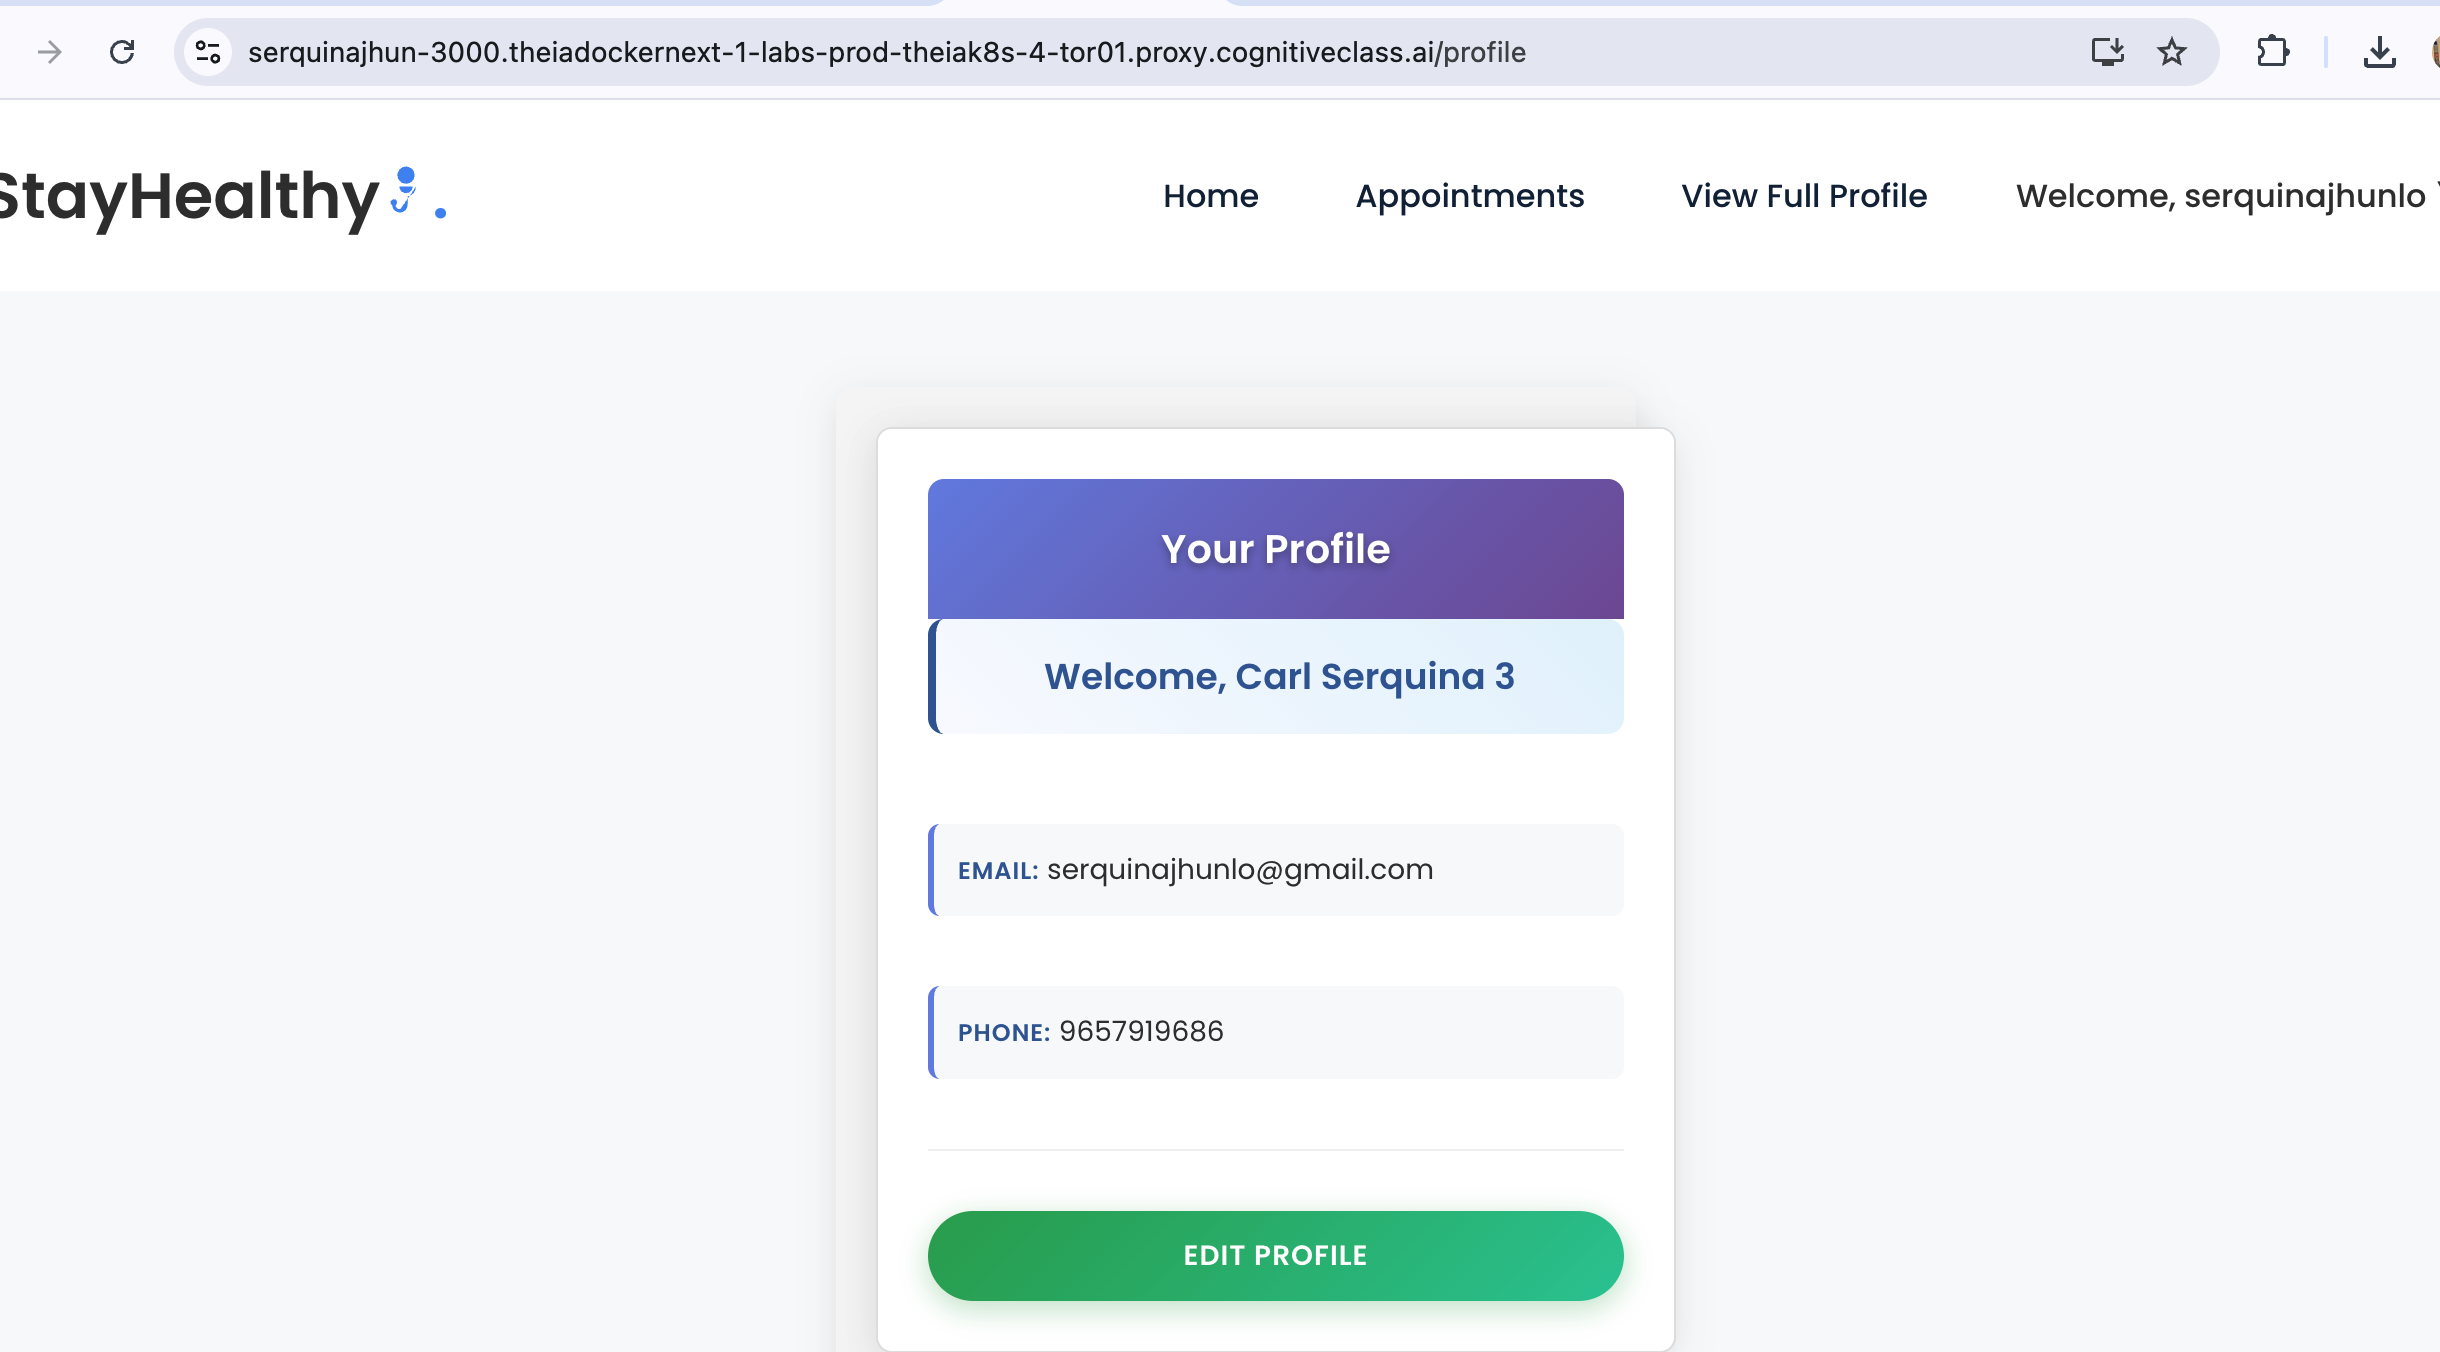 serquinajhun-3000.theiadockernext-1-labs-prod-theiak8s-4-tor01.proxy.cognitiveclass.ai/profile
StayHealthy .
Home Appointments View Full Profile Welcome, serquinajhunlo
Your Profile
Welcome, Carl Serquina 3
EMAIL: serquinajhunlo@gmail.com
PHONE: 9657919686
EDIT PROFILE